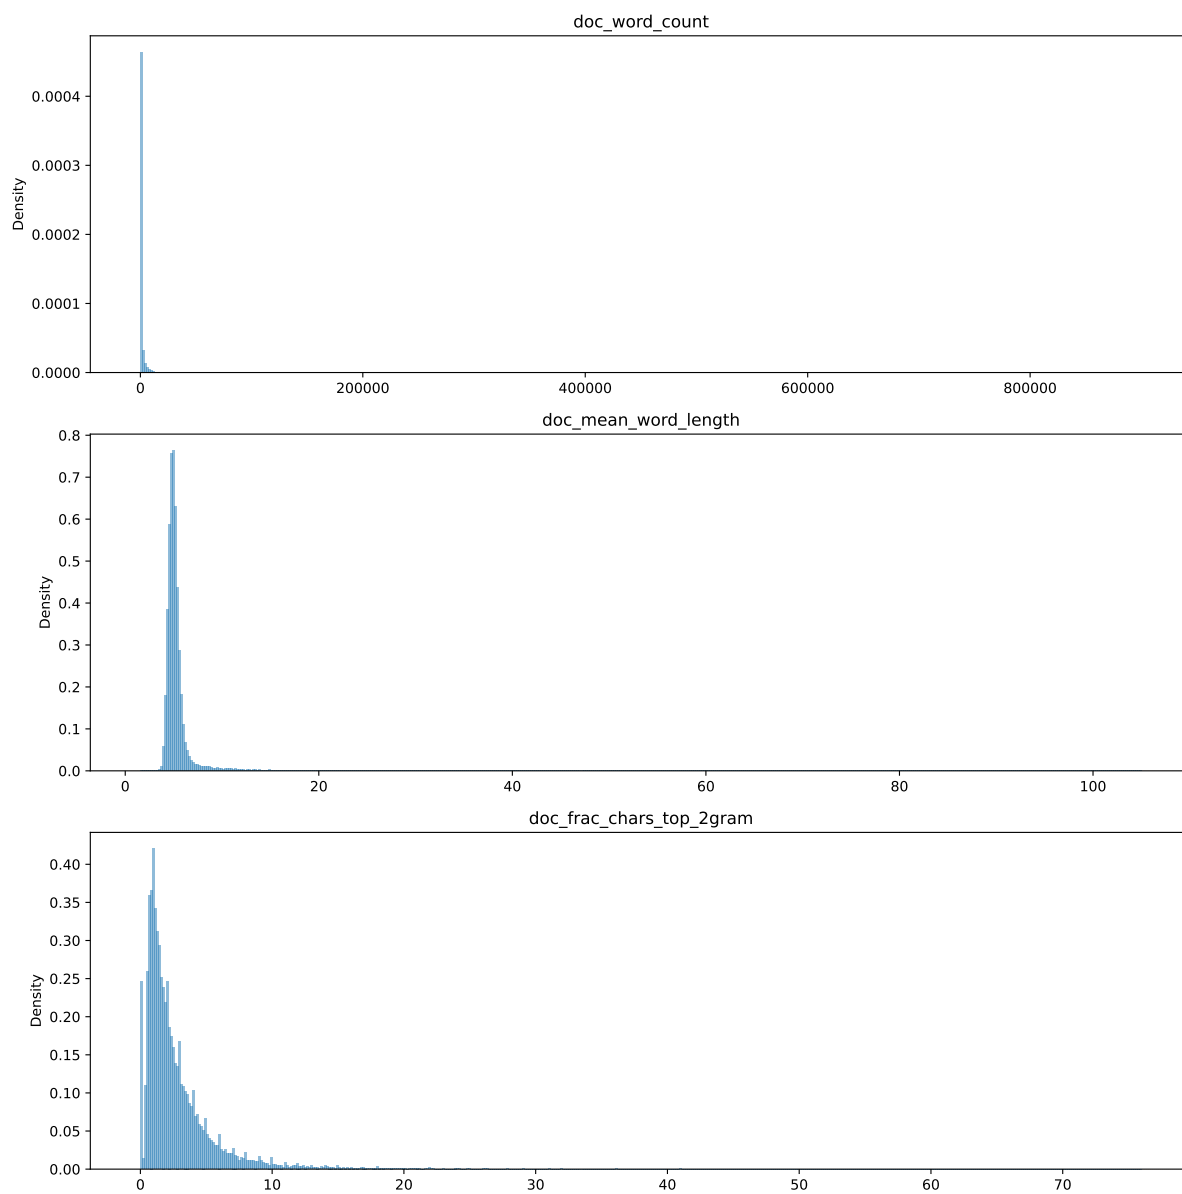 doc_word_count
0.0004
0.0003
0.0002
0.0001
0.0000
Density
0 200000 400000 600000 800000
doc_mean_word_length
0.8
0.7
0.6
0.5
0.4
0.3
0.2
0.1
0.0
Density
0 20 40 60 80 100
doc_frac_chars_top_2gram
0.40
0.35
0.30
0.25
0.20
0.15
0.10
0.05
0.00
Density
0 10 20 30 40 50 60 70